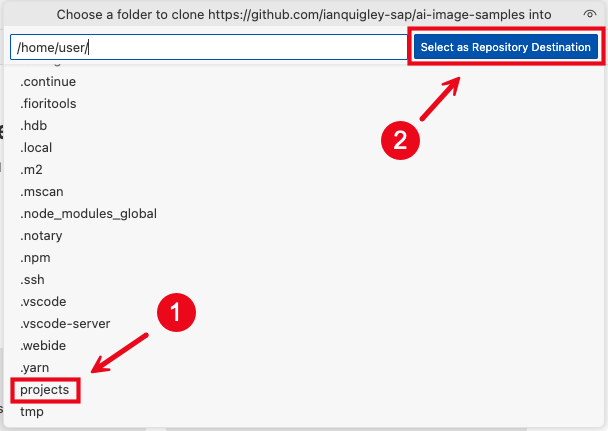 Choose a folder to clone https://github.com/ianquigley-sap/ai-image-samples into
/home/user/
Select as Repository Destination
.continue
.fioritools
.hdb
.local
.m2
.mscan
.node_modules_global
.notary
.npm
.ssh
.vscode
.vscode-server
.webide
.yarn
projects
tmp
1
2